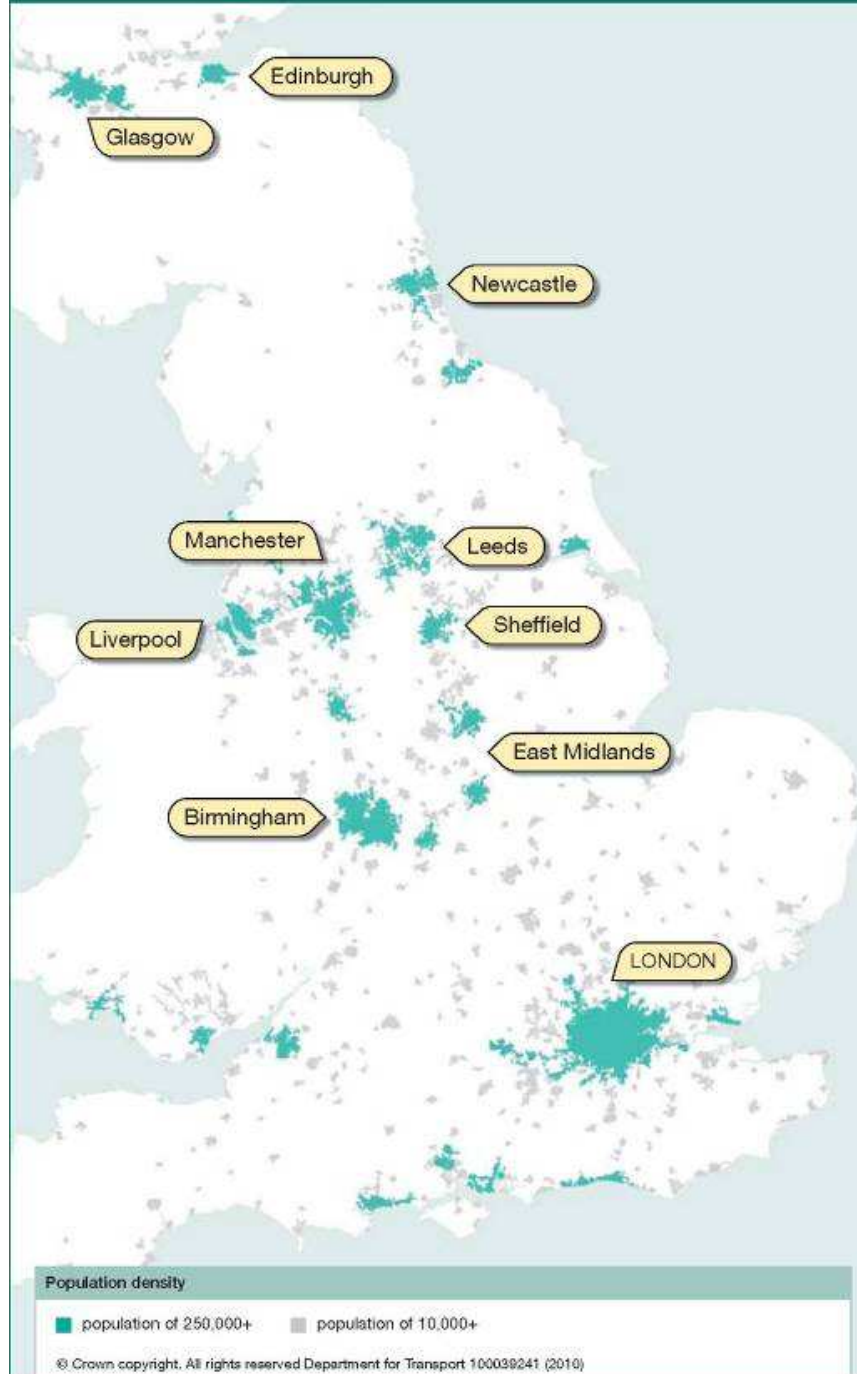 Edinburgh
Glasgow
Newcastle
Manchester
Leeds
Liverpool
Sheffield
East Midlands
Birmingham
LONDON
Population density
population of 250,000+ population of 10,000+
© Crown copyright. All rights reserved Department for Transport 100039241 (2010)